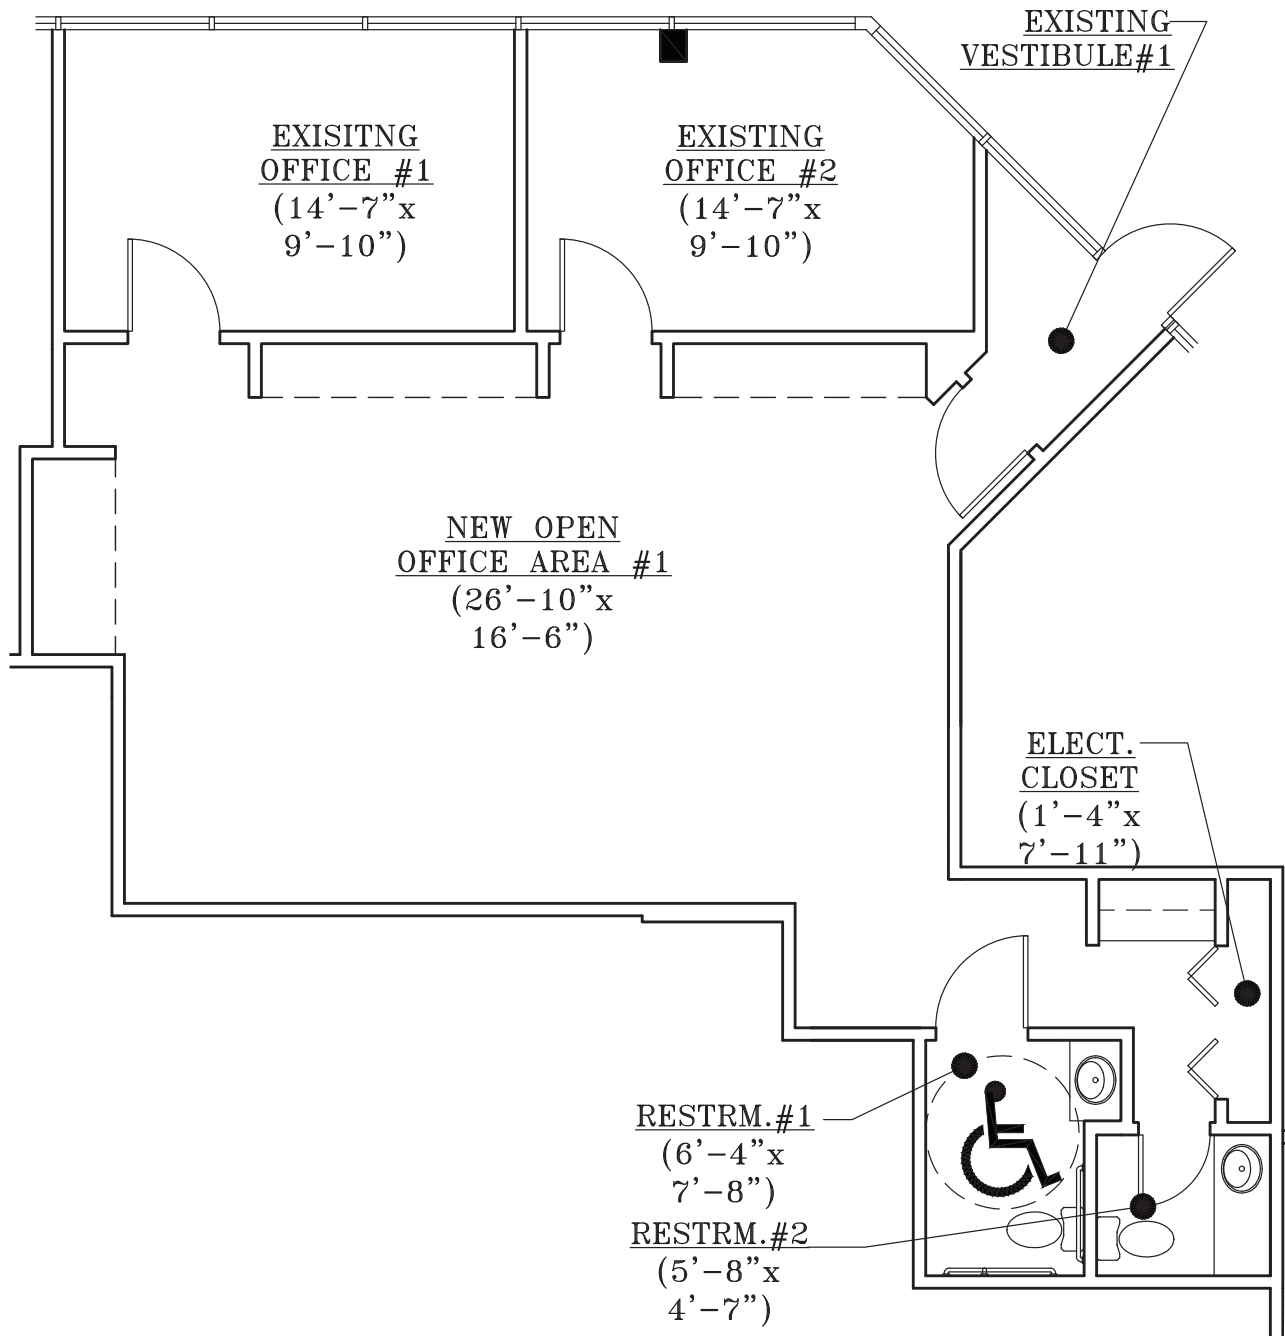 EXISTING
VESTIBULE#1
EXISITNG
OFFICE #1
(14'-7"x
9'-10")
EXISTING
OFFICE #2
(14'-7"x
9'-10")
NEW OPEN
OFFICE AREA #1
(26'-10"x
16'-6")
ELECT.
CLOSET
(1'-4"x
7'-11")
RESTRM.#1
(6'-4"x
7'-8")
RESTRM.#2
(5'-8"x
4'-7")